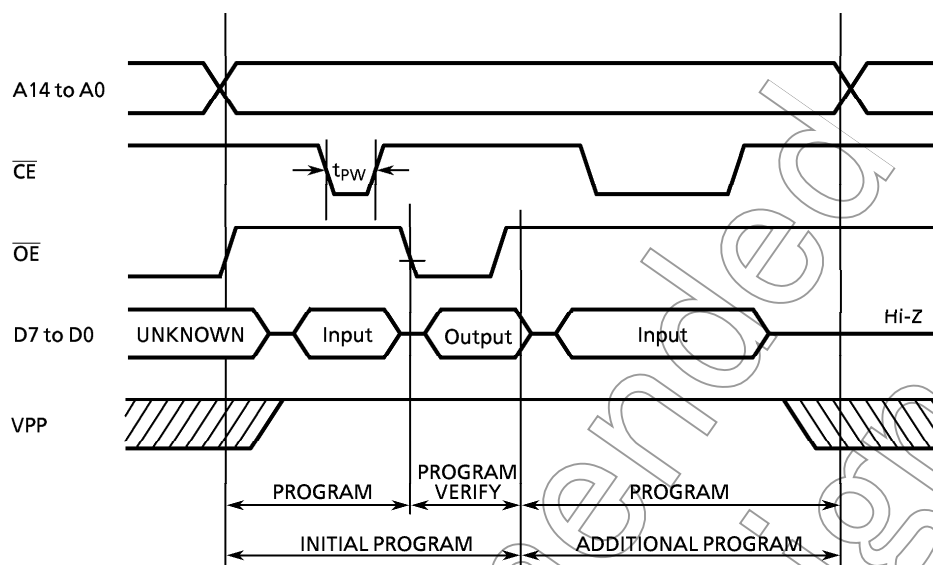 A14 to A0
CE
tPW
OE
D7 to D0
UNKNOWN
Input
Output
Input
Hi-Z
VPP
PROGRAM
PROGRAM
VERIFY
PROGRAM
INITIAL PROGRAM
ADDITIONAL PROGRAM